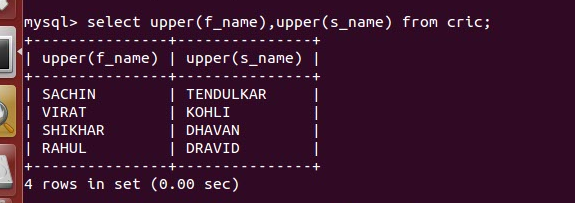 mysql> select upper(f_name),upper(s_name) from cric;
+---------------+---------------+
| upper(f_name) | upper(s_name) |
+---------------+---------------+
| SACHIN        | TENDULKAR     |
| VIRAT         | KOHLI         |
| SHIKHAR       | DHAVAN        |
| RAHUL         | DRAVID        |
+---------------+---------------+
4 rows in set (0.00 sec)